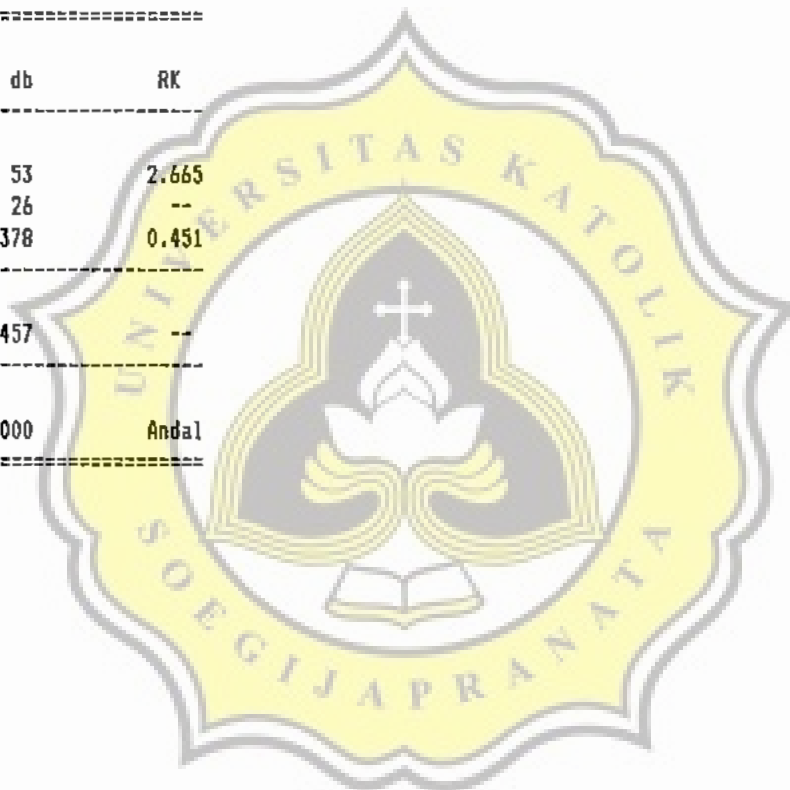 db RK
53 2.665
26 --
378 0.451
457 --
000 Andal
UNIVERSITAS KATOLIK
SOEGIJAPRANATA